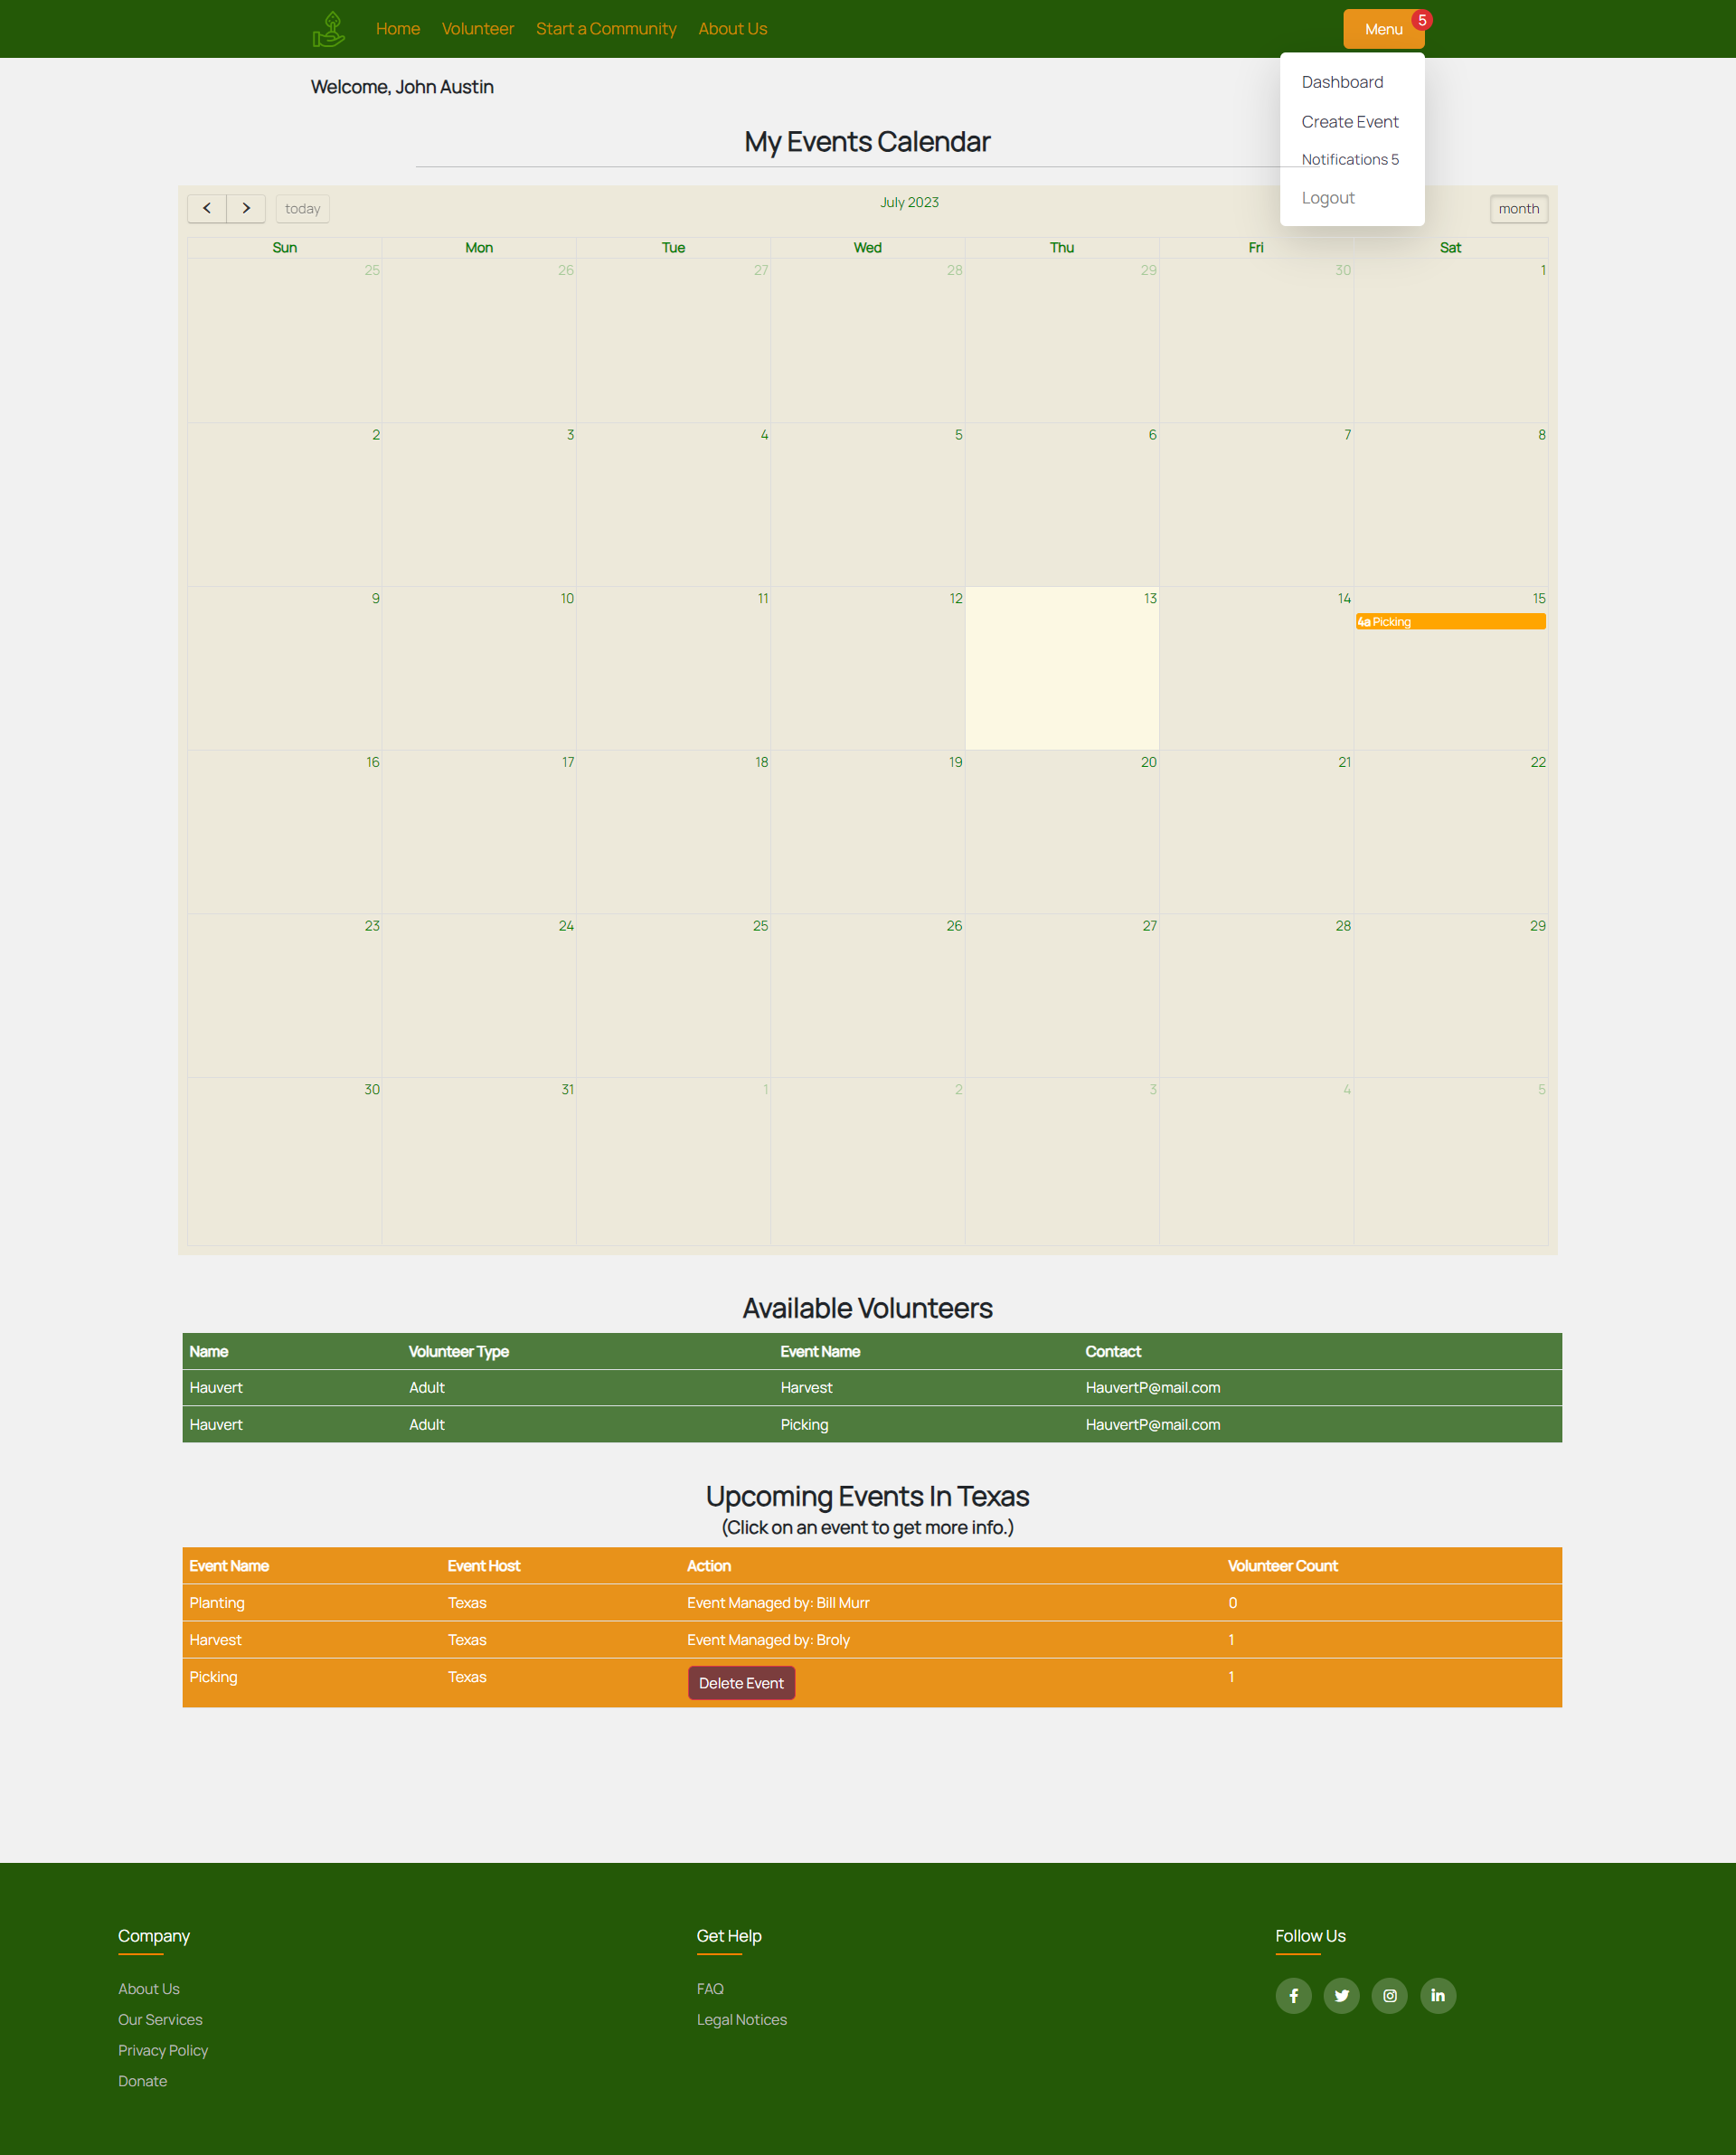 Home Volunteer Start a Community About Us Menu 5
Dashboard
Create Event
Notifications 5
Logout
Welcome, John Austin
My Events Calendar
today July 2023 month
Sun Mon Tue Wed Thu Fri Sat
25 26 27 28 29 30 1
2 3 4 5 6 7 8
9 10 11 12 13 14 15
4a Picking
16 17 18 19 20 21 22
23 24 25 26 27 28 29
30 31 1 2 3 4 5
Available Volunteers
Name Volunteer Type Event Name Contact
Hauvert Adult Harvest HauvertP@mail.com
Hauvert Adult Picking HauvertP@mail.com
Upcoming Events In Texas
(Click on an event to get more info.)
Event Name Event Host Action Volunteer Count
Planting Texas Event Managed by: Bill Murr 0
Harvest Texas Event Managed by: Broly 1
Picking Texas Delete Event 1
Company Get Help Follow Us
About Us FAQ
Our Services Legal Notices
Privacy Policy
Donate